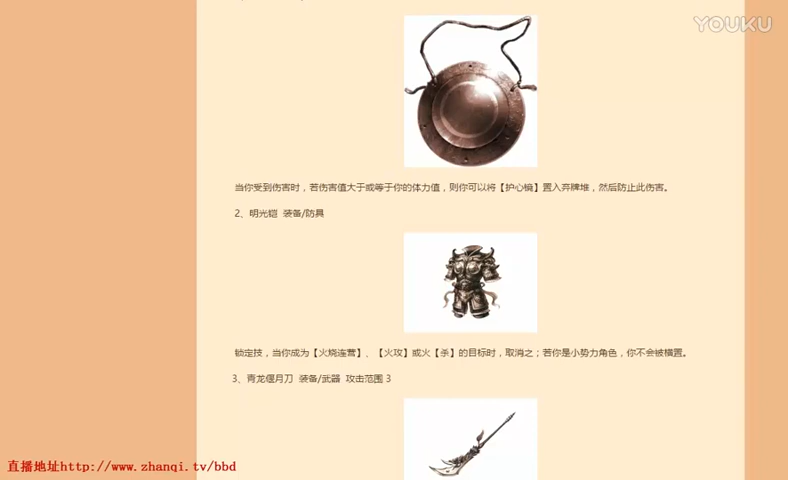 YOUKU
当你受到伤害时，若伤害值大于或等于你的体力值，则你可以将【护心镜】置入弃牌堆，然后防止此伤害。
2、明光铠 装备/防具
锁定技，当你成为【火烧连营】、【火攻】或火【杀】的目标时，取消之；若你是小势力角色，你不会被横置。
3、青龙偃月刀 装备/武器 攻击范围 3
直播地址http://www.zhanqi.tv/bbd